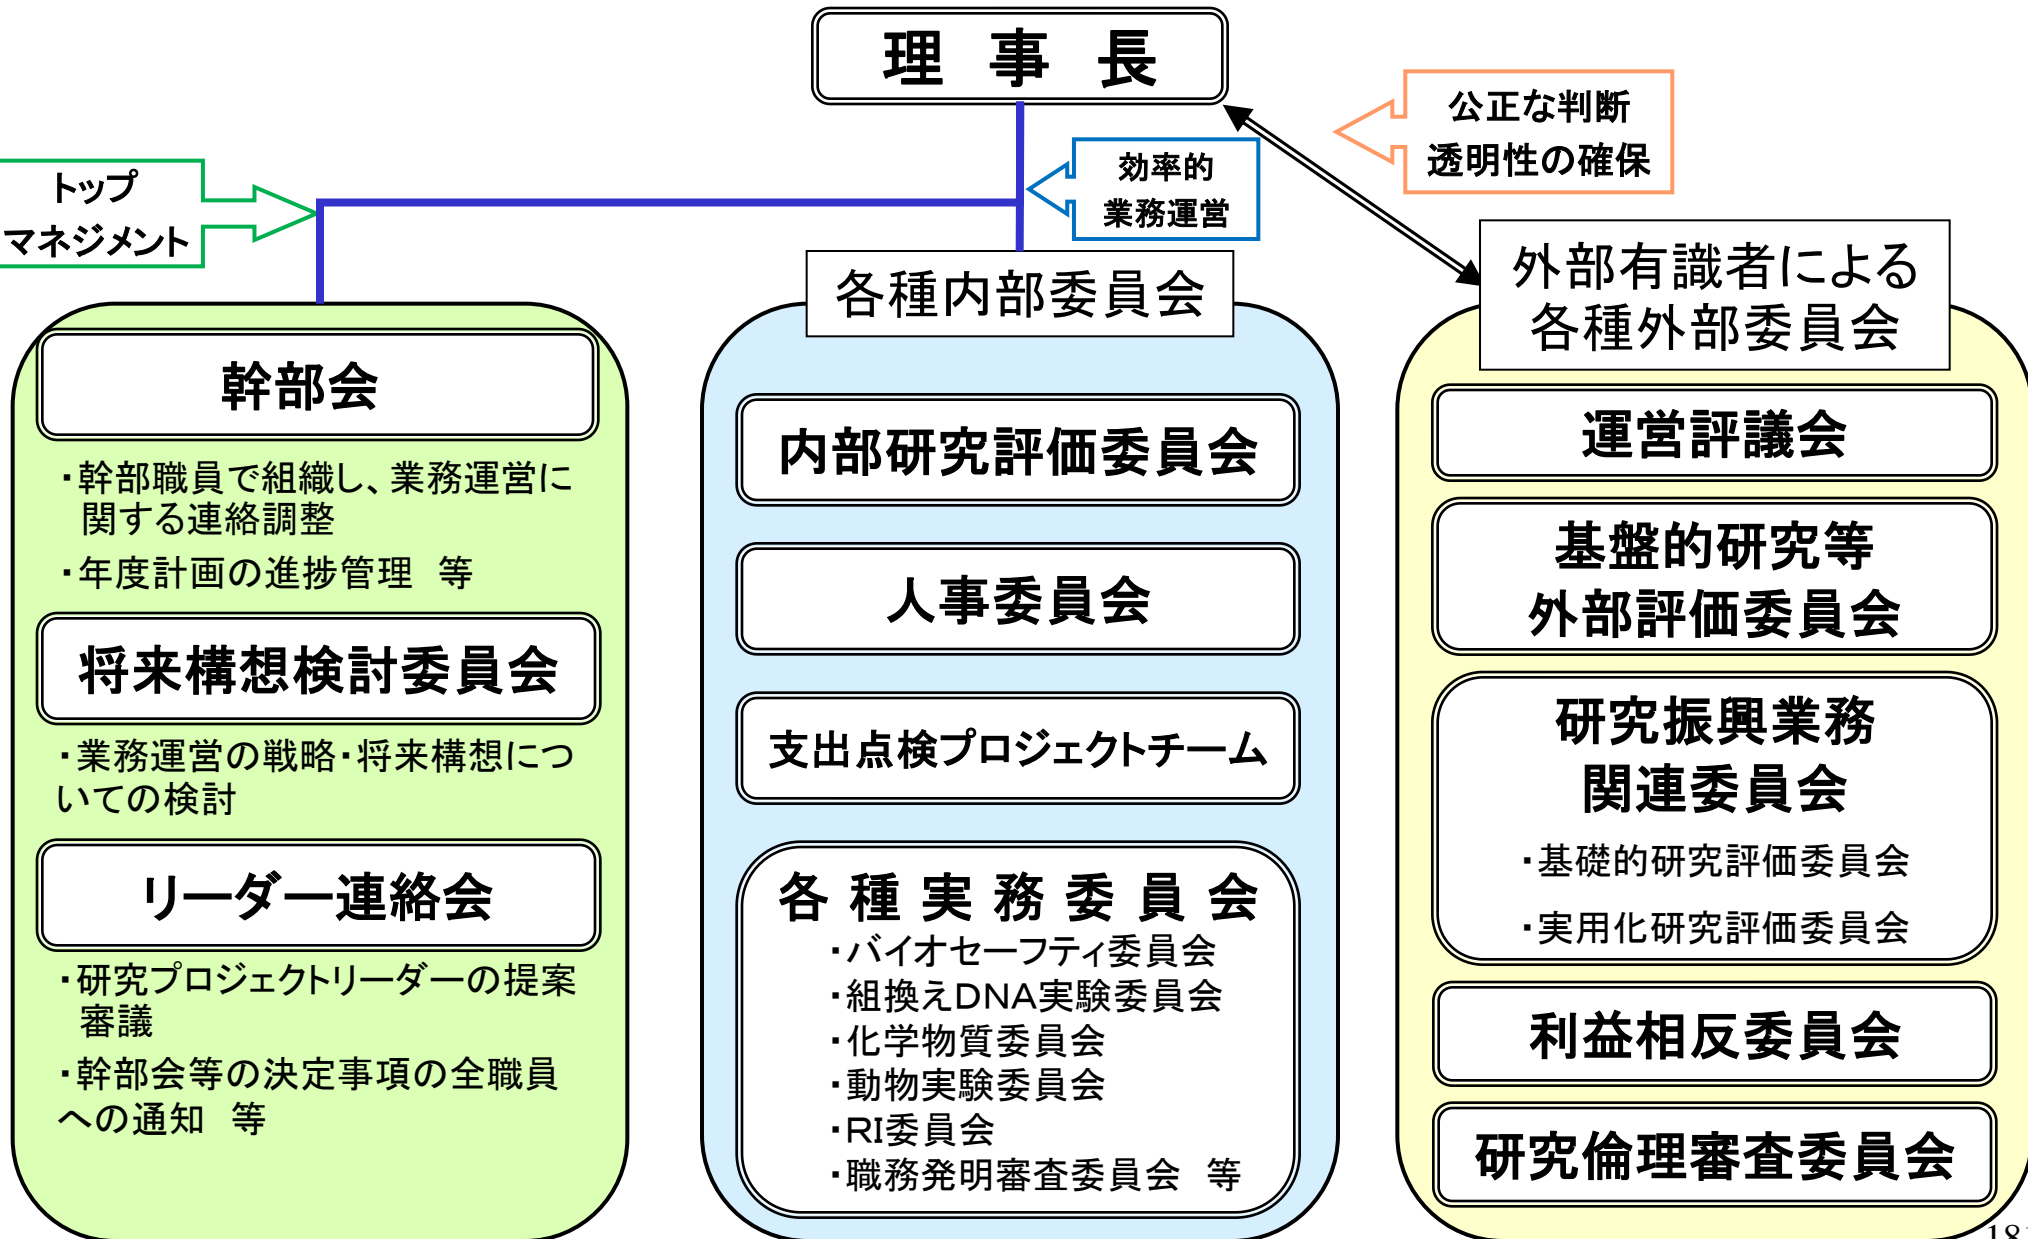 理 事 長
公正な判断
透明性の確保
効率的
業務運営
トップ
マネジメント
幹部会
・幹部職員で組織し、業務運営に
関する連絡調整
・年度計画の進捗管理 等
将来構想検討委員会
・業務運営の戦略・将来構想につ
いての検討
リーダー連絡会
・研究プロジェクトリーダーの提案
審議
・幹部会等の決定事項の全職員
への通知 等
各種内部委員会
内部研究評価委員会
人事委員会
支出点検プロジェクトチーム
各 種 実 務 委 員 会
・バイオセーフティ委員会
・組換えDNA実験委員会
・化学物質委員会
・動物実験委員会
・RI委員会
・職務発明審査委員会 等
外部有識者による
各種外部委員会
運営評議会
基盤的研究等
外部評価委員会
研究振興業務
関連委員会
・基礎的研究評価委員会
・実用化研究評価委員会
利益相反委員会
研究倫理審査委員会